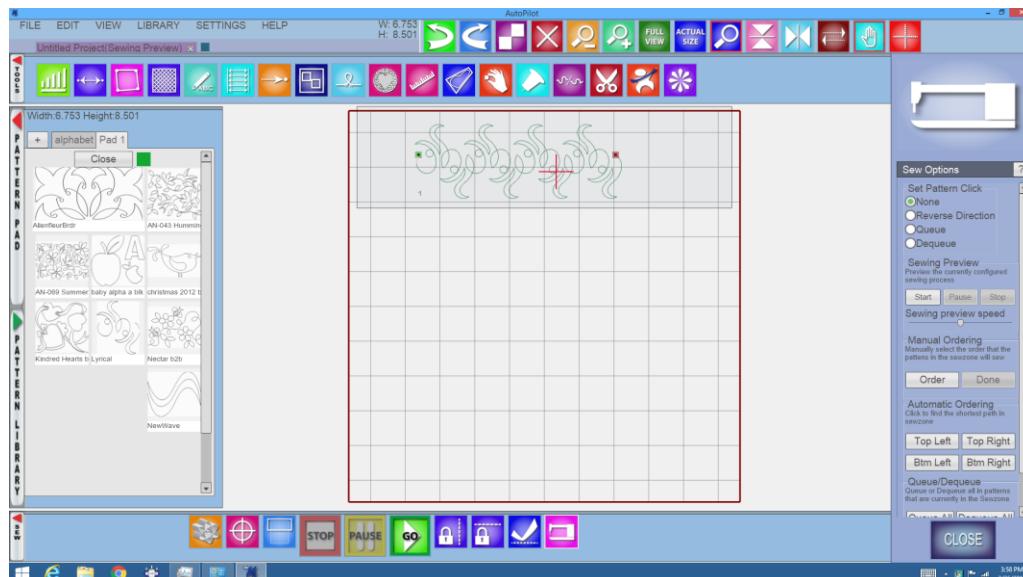 AutoPilot
FILE EDIT VIEW LIBRARY SETTINGS HELP
W: 6.753
H: 8.501
FULL VIEW
ACTUAL SIZE
Untitled Project(Sewing Preview)
TOOLS
ABC
Width:6.753 Height:8.501
+ alphabet Pad 1
Close
AllenfleurBrdr
AN-043 Hummin
AN-069 Summer
baby alpha a blk
christmas 2012 b
Kindred Hearts b
Lyrical
Nectar b2b
NewWave
PATTERN PAD
PATTERN LIBRARY
1
Sew Options ?
Set Pattern Click
None
Reverse Direction
Queue
Dequeue
Sewing Preview
Preview the currently configured
sewing process
Start Pause Stop
Sewing preview speed
Manual Ordering
Manually select the order that the
pattens in the sewzone will sew
Order Done
Automatic Ordering
Click to find the shortest path in
sewzone
Top Left Top Right
Btm Left Btm Right
Queue/Dequeue
Queue or Dequeue all in patterns
that are currently in the Sewzone
Queue All Dequeue All
CLOSE
SEW
STOP PAUSE GO
3:58 PM